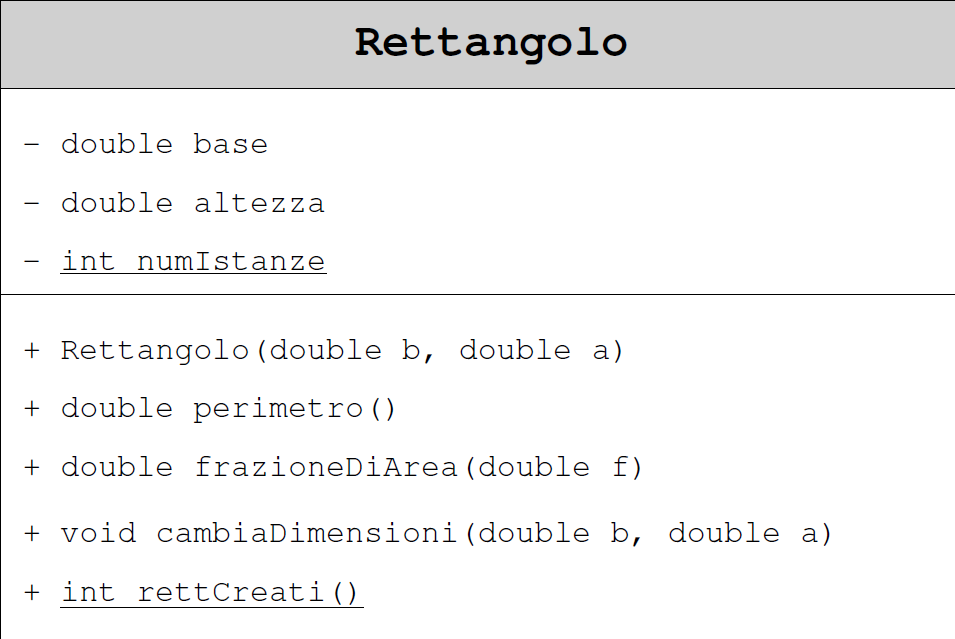 Rettangolo
- double base
- double altezza
- int numIstanze
+ Rettangolo(double b, double a)
+ double perimetro()
+ double frazioneDiArea(double f)
+ void cambiaDimensioni(double b, double a)
+ int rettCreati()